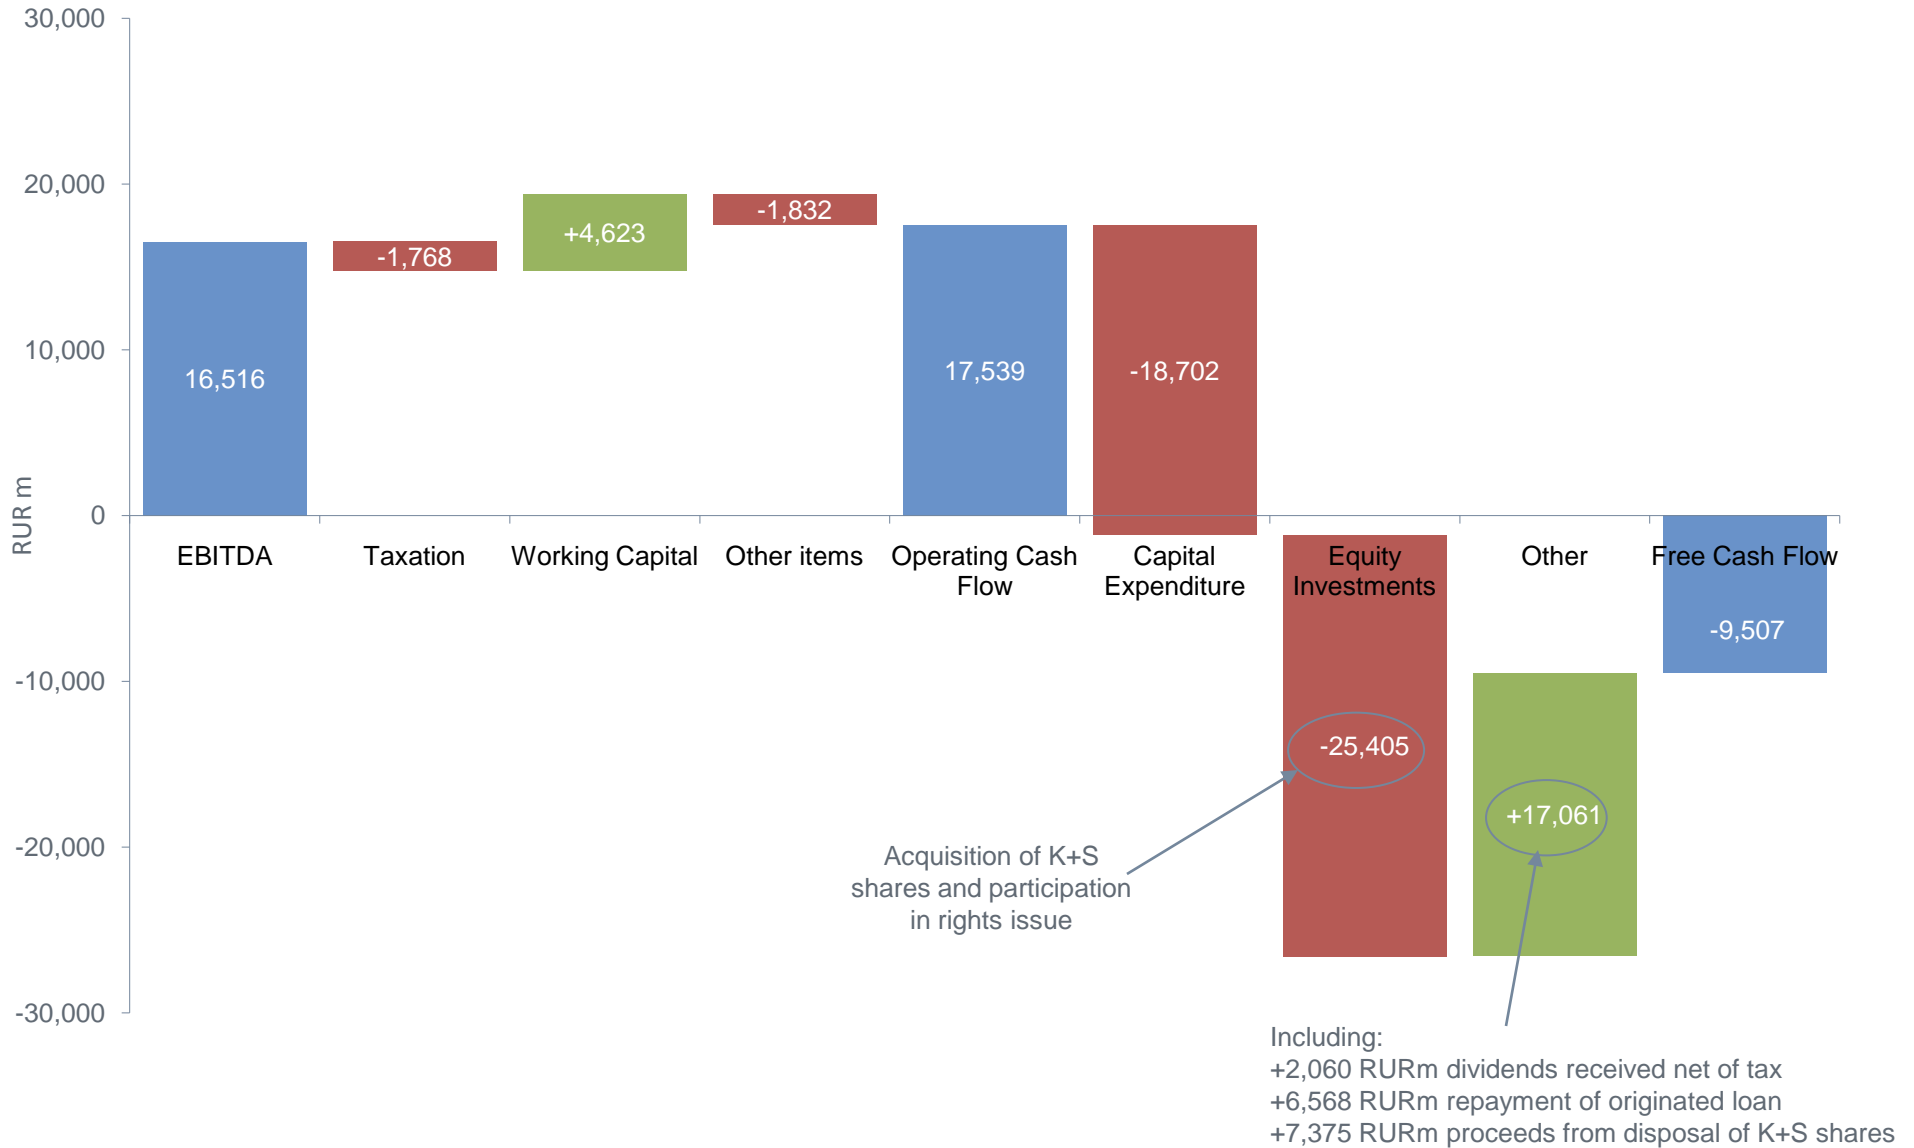 30,000
20,000
10,000
0
-10,000
-20,000
-30,000
RUR m
16,516
-1,768
+4,623
-1,832
17,539
-18,702
-25,405
+17,061
-9,507
EBITDA
Taxation
Working Capital
Other items
Operating Cash
Flow
Capital
Expenditure
Equity
Investments
Other
Free Cash Flow
Acquisition of K+S
shares and participation
in rights issue
Including:
+2,060 RURm dividends received net of tax
+6,568 RURm repayment of originated loan
+7,375 RURm proceeds from disposal of K+S shares